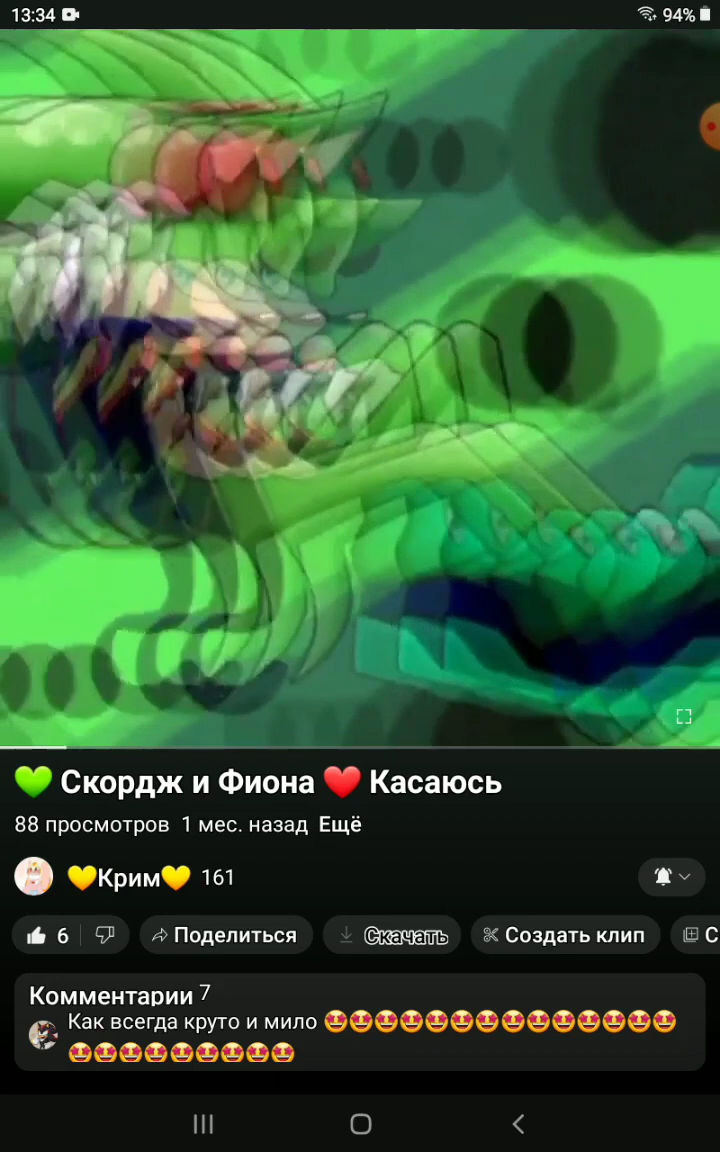 13:34 94%
💚 Скордж и Фиона ❤️ Касаюсь
88 просмотров 1 мес. назад Ещё
💛Крим💛 161
6 Поделиться Скачать Создать клип С
Комментарии 7
Как всегда круто и мило 🤩🤩🤩🤩🤩🤩🤩🤩🤩🤩🤩🤩🤩🤩
🤩🤩🤩🤩🤩🤩🤩🤩🤩